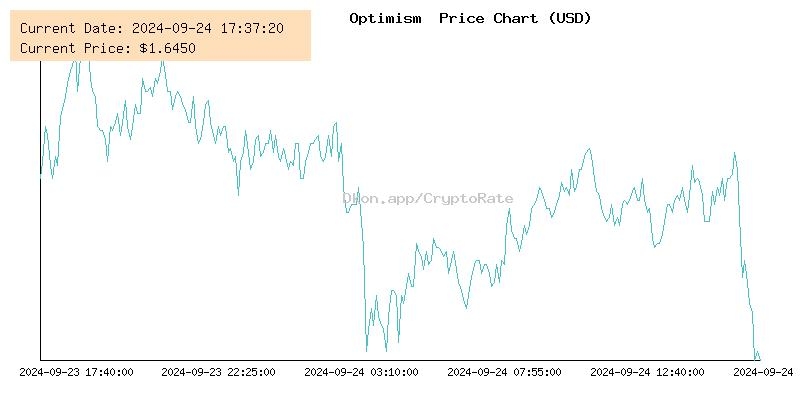 Optimism  Price Chart (USD)
Current Date: 2024-09-24 17:37:20
Current Price: $1.6450
Ohon.app/CryptoRate
2024-09-23 17:40:00 2024-09-23 22:25:00 2024-09-24 03:10:00 2024-09-24 07:55:00 2024-09-24 12:40:00 2024-09-24